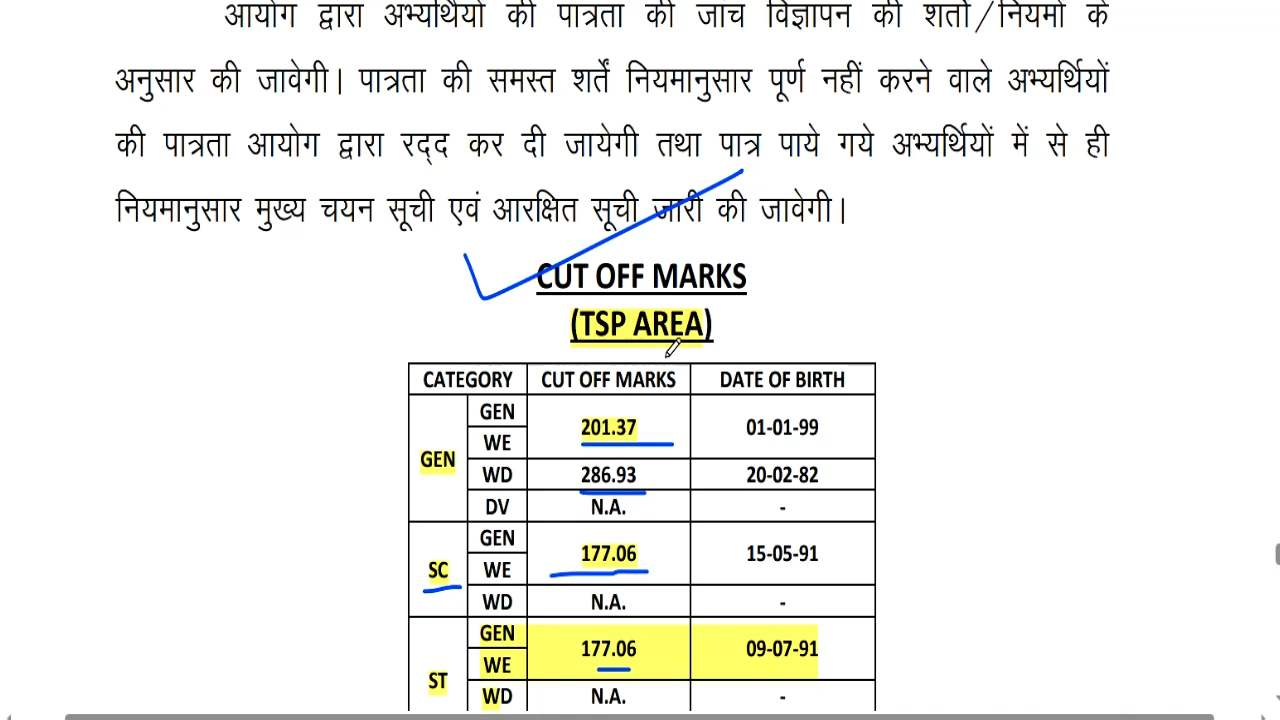 आयोग द्वारा अभ्यर्थियों की पात्रता की जांच विज्ञापन की शर्तों/नियमों के
अनुसार की जावेगी। पात्रता की समस्त शर्तें नियमानुसार पूर्ण नहीं करने वाले अभ्यर्थियों
की पात्रता आयोग द्वारा रद्द कर दी जायेगी तथा पात्र पाये गये अभ्यर्थियों में से ही
नियमानुसार मुख्य चयन सूची एवं आरक्षित सूची जारी की जावेगी।
CUT OFF MARKS
(TSP AREA)
CATEGORY CUT OFF MARKS DATE OF BIRTH
GEN GEN 201.37 01-01-99
WE
WD 286.93 20-02-82
DV N.A. -
SC GEN 177.06 15-05-91
WE
WD N.A. -
ST GEN 177.06 09-07-91
WE
WD N.A. -